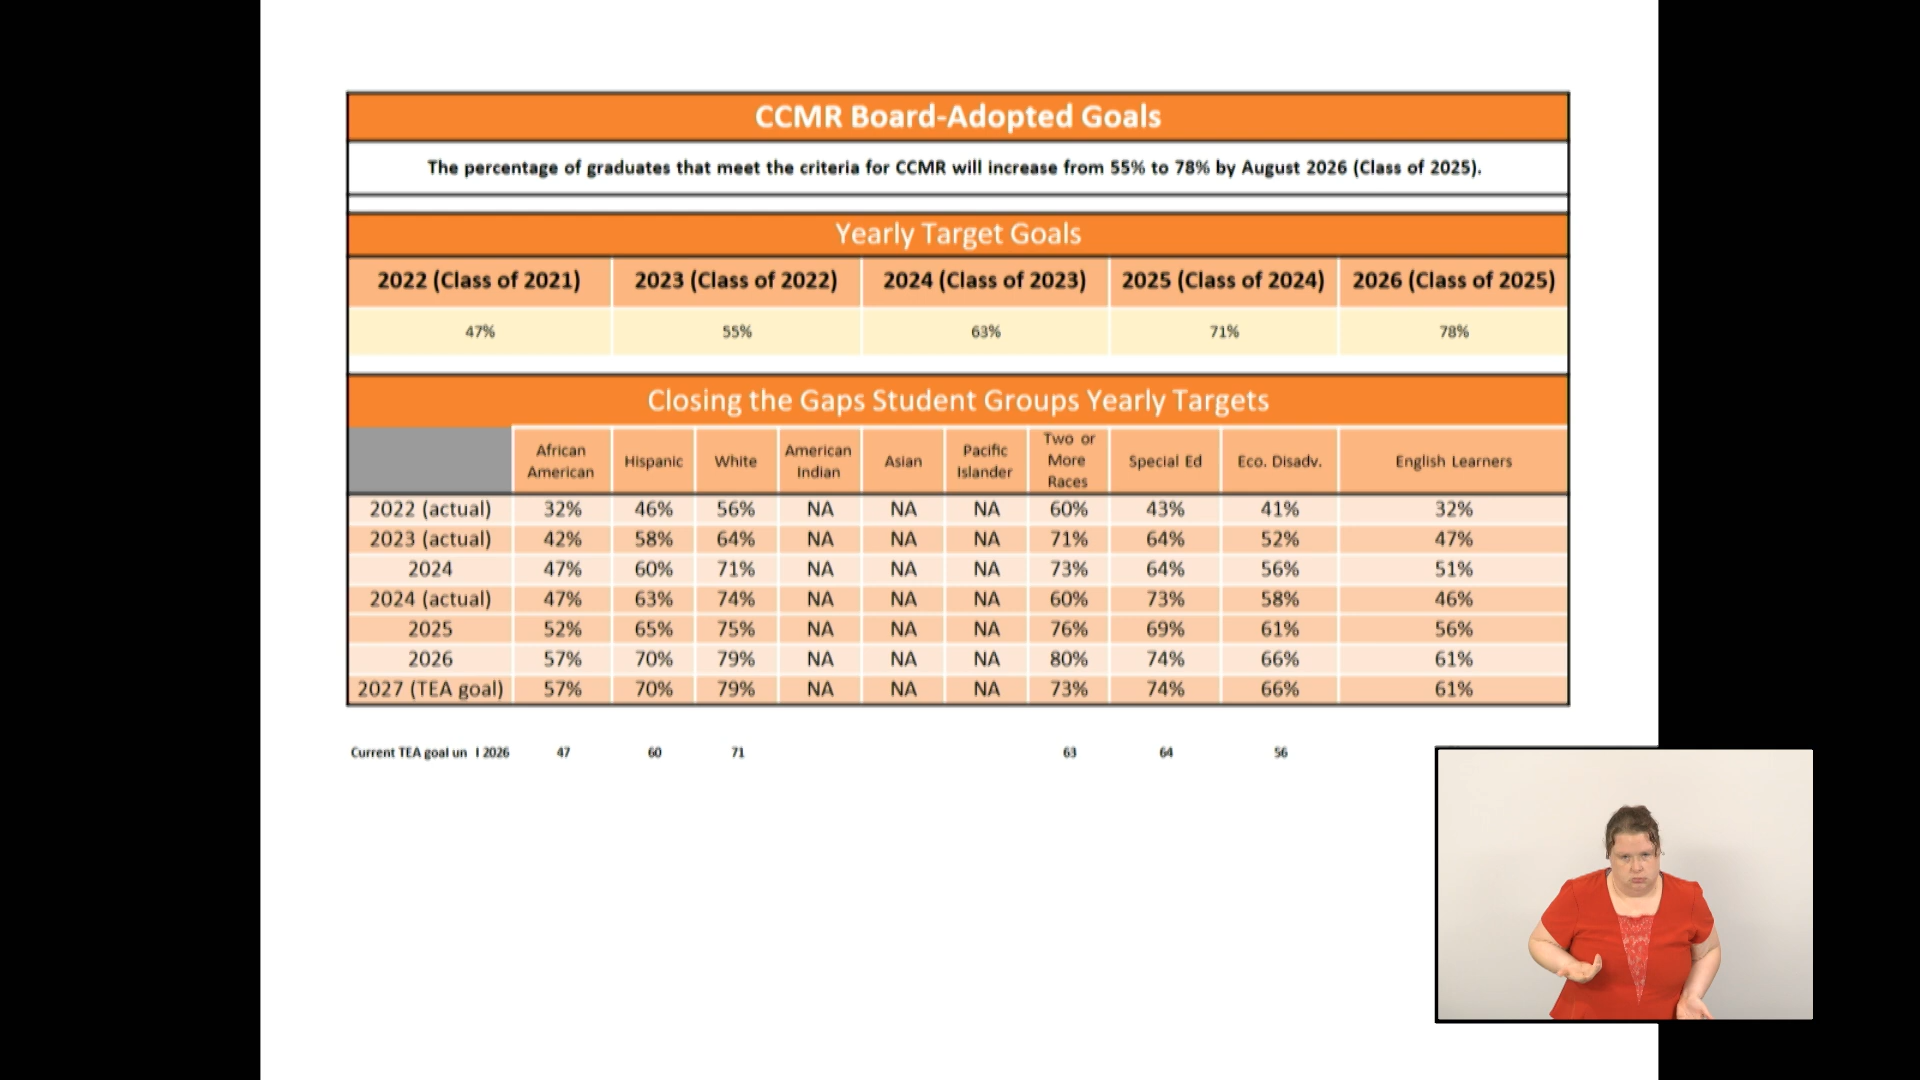 CCMR Board-Adopted Goals
The percentage of graduates that meet the criteria for CCMR will increase from 55% to 78% by August 2026 (Class of 2025).
Yearly Target Goals
2022 (Class of 2021) 2023 (Class of 2022) 2024 (Class of 2023) 2025 (Class of 2024) 2026 (Class of 2025)
47% 55% 63% 71% 78%
Closing the Gaps Student Groups Yearly Targets
African American Hispanic White American Indian Asian Pacific Islander Two or More Races Special Ed Eco. Disadv. English Learners
2022 (actual) 32% 46% 56% NA NA NA 60% 43% 41% 32%
2023 (actual) 42% 58% 64% NA NA NA 71% 64% 52% 47%
2024 47% 60% 71% NA NA NA 73% 64% 56% 51%
2024 (actual) 47% 63% 74% NA NA NA 60% 73% 58% 46%
2025 52% 65% 75% NA NA NA 76% 69% 61% 56%
2026 57% 70% 79% NA NA NA 80% 74% 66% 61%
2027 (TEA goal) 57% 70% 79% NA NA NA 73% 74% 66% 61%
Current TEA goal un l 2026 47 60 71 63 64 56